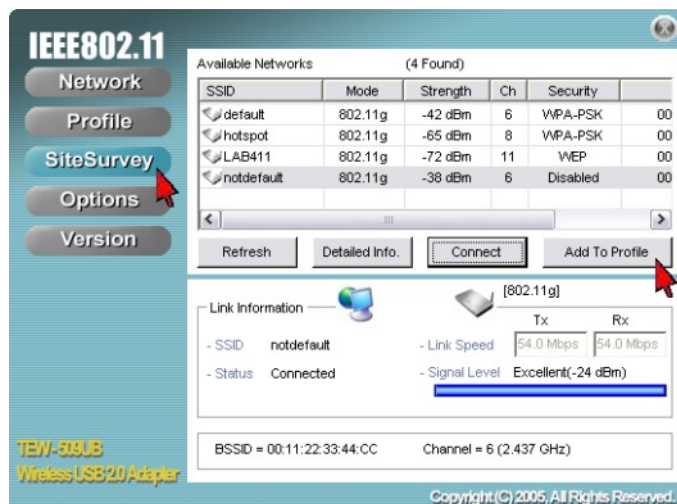 IEEE802.11
Network
Profile
SiteSurvey
Options
Version
Available Networks (4 Found)
SSID Mode Strength Ch Security
default 802.11g -42 dBm 6 WPA-PSK 00
hotspot 802.11g -65 dBm 8 WPA-PSK 00
LAB411 802.11g -72 dBm 11 WEP 00
notdefault 802.11g -38 dBm 6 Disabled 00
Refresh Detailed Info. Connect Add To Profile
Link Information [802.11g]
Tx Rx
- SSID notdefault - Link Speed 54.0 Mbps 54.0 Mbps
- Status Connected - Signal Level Excellent(-24 dBm)
BSSID = 00:11:22:33:44:CC Channel = 6 (2.437 GHz)
TEW-509UB
Wireless USB 2.0 Adapter
Copyright (C) 2005, All Rights Reserved.